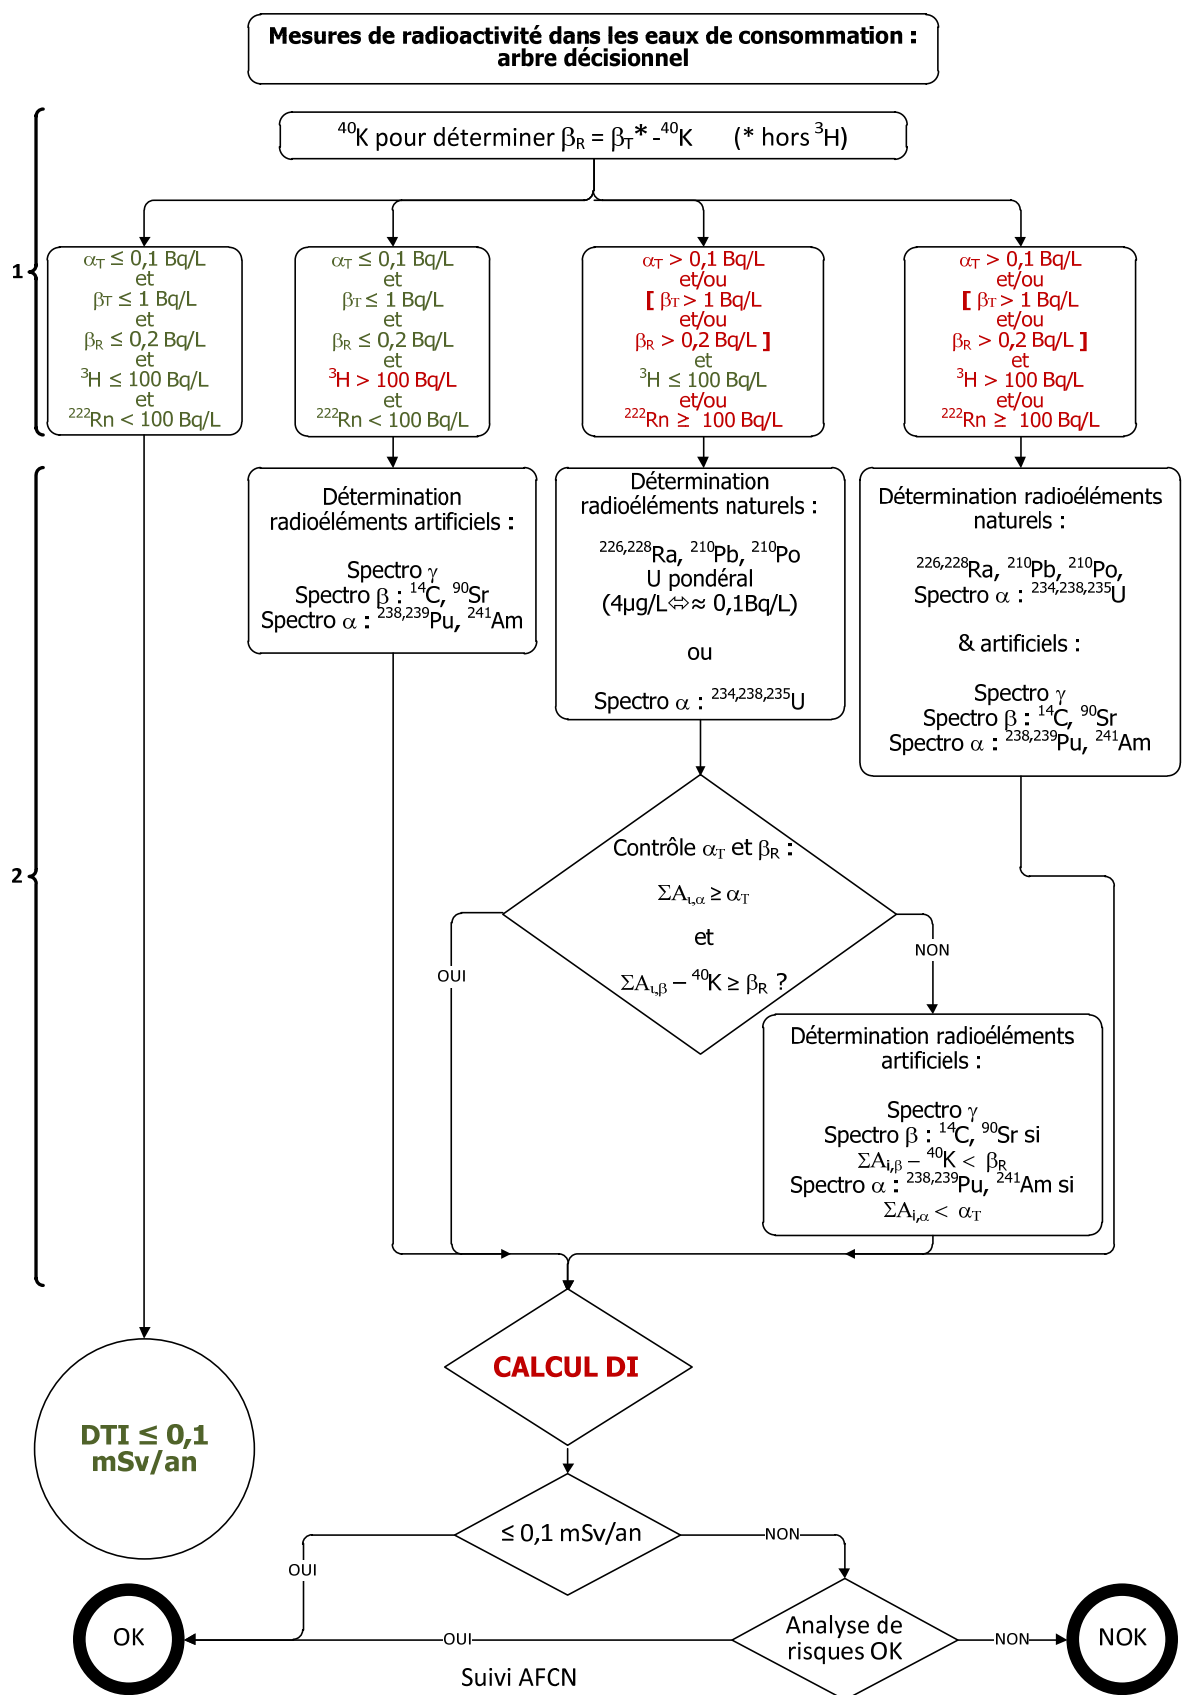 Mesures de radioactivité dans les eaux de consommation :
arbre décisionnel
⁴⁰K pour déterminer βR = βT* -⁴⁰K (* hors ³H)
1
αT ≤ 0,1 Bq/L
et
βT ≤ 1 Bq/L
et
βR ≤ 0,2 Bq/L
et
³H ≤ 100 Bq/L
et
²²²Rn < 100 Bq/L
αT ≤ 0,1 Bq/L
et
βT ≤ 1 Bq/L
et
βR ≤ 0,2 Bq/L
et
³H > 100 Bq/L
et
²²²Rn < 100 Bq/L
αT > 0,1 Bq/L
et/ou
[ βT > 1 Bq/L
et/ou
βR > 0,2 Bq/L ]
et
³H ≤ 100 Bq/L
et/ou
²²²Rn ≥ 100 Bq/L
αT > 0,1 Bq/L
et/ou
[ βT > 1 Bq/L
et/ou
βR > 0,2 Bq/L ]
et
³H > 100 Bq/L
et/ou
²²²Rn ≥ 100 Bq/L
2
Détermination
radioéléments artificiels :
Spectro γ
Spectro β : ¹⁴C, ⁹⁰Sr
Spectro α : ²³⁸,²³⁹Pu, ²⁴¹Am
Détermination
radioéléments naturels :
²²⁶,²²⁸Ra, ²¹⁰Pb, ²¹⁰Po
U pondéral
(4µg/L⇔≈ 0,1Bq/L)
ou
Spectro α : ²³⁴,²³⁸,²³⁵U
Détermination radioéléments
naturels :
²²⁶,²²⁸Ra, ²¹⁰Pb, ²¹⁰Po,
Spectro α : ²³⁴,²³⁸,²³⁵U
& artificiels :
Spectro γ
Spectro β : ¹⁴C, ⁹⁰Sr
Spectro α : ²³⁸,²³⁹Pu, ²⁴¹Am
Contrôle αT et βR :
ΣAι,α ≥ αT
et
ΣAι,β – ⁴⁰K ≥ βR ?
OUI
NON
Détermination radioéléments
artificiels :
Spectro γ
Spectro β : ¹⁴C, ⁹⁰Sr si
ΣAi,β – ⁴⁰K < βR
Spectro α : ²³⁸,²³⁹Pu, ²⁴¹Am si
ΣAi,α < αT
CALCUL DI
DTI ≤ 0,1
mSv/an
≤ 0,1 mSv/an
OUI
NON
Analyse de
risques OK
OUI
NON
OK
NOK
Suivi AFCN